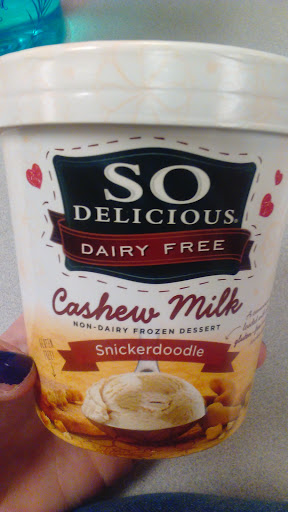 SO
DELICIOUS
DAIRY FREE
Cashew Milk
NON-DAIRY FROZEN DESSERT
Snickerdoodle